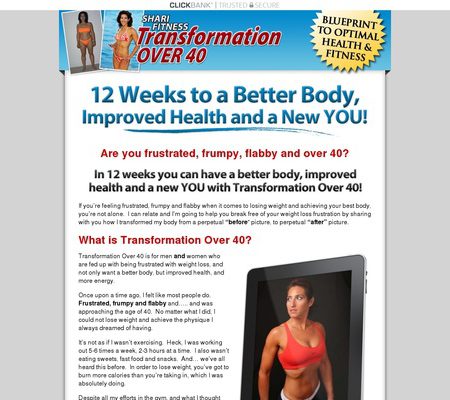 CLICKBANK® | TRUSTED SECURE
SHARI
FITNESS
Transformation
OVER 40
BLUEPRINT
TO OPTIMAL
HEALTH &
FITNESS
12 Weeks to a Better Body,
Improved Health and a New YOU!
Are you frustrated, frumpy, flabby and over 40?
In 12 weeks you can have a better body, improved
health and a new YOU with Transformation Over 40!
If you're feeling frustrated, frumpy and flabby when it comes to losing weight and achieving your best body,
you're not alone. I can relate and I'm going to help you break free of your weight loss frustration by sharing
with you how I transformed my body from a perpetual "before" picture, to perpetual "after" picture.
What is Transformation Over 40?
Transformation Over 40 is for men and women who
are fed up with being frustrated with weight loss, and
not only want a better body, but improved health, and
more energy.
Once upon a time ago, I felt like most people do.
Frustrated, frumpy and flabby and..... and was
approaching the age of 40. No matter what I did, I
could not lose weight and achieve the physique I
always dreamed of having.
It's not as if I wasn't exercising. Heck, I was working
out 5-6 times a week, 2-3 hours at a time. I also wasn't
eating sweets, fast food and snacks. And... we've all
heard this before. In order to lose weight, you've got to
burn more calories than you're taking in, which I was
absolutely doing.
Despite all my efforts in the gym, and what I thought